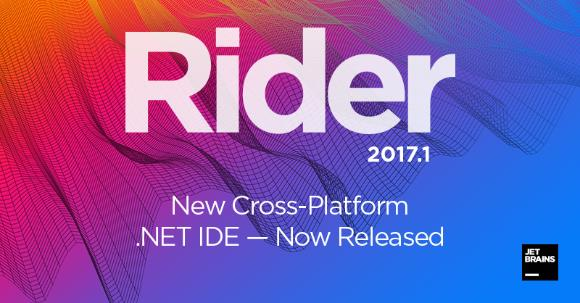 Rider
2017.1
New Cross-Platform
.NET IDE — Now Released
JET
BRAINS